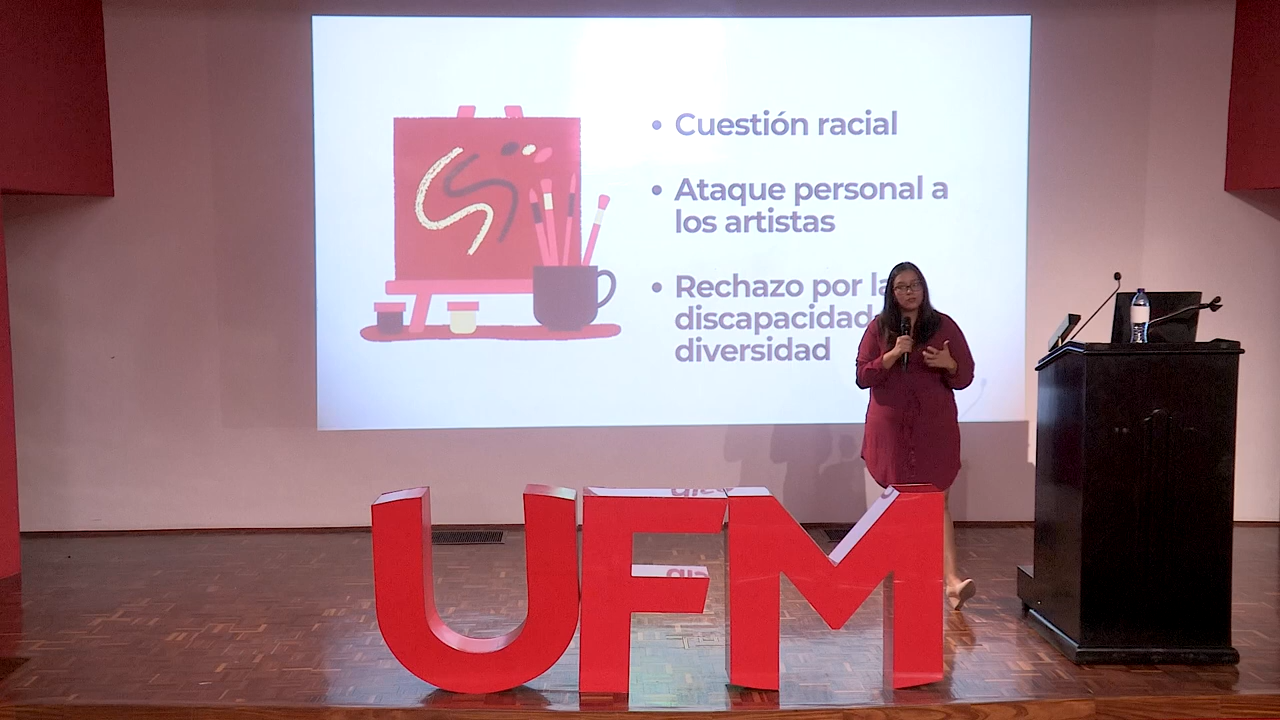 • Cuestión racial
• Ataque personal a
los artistas
• Rechazo por la
discapacidad
diversidad
UFM